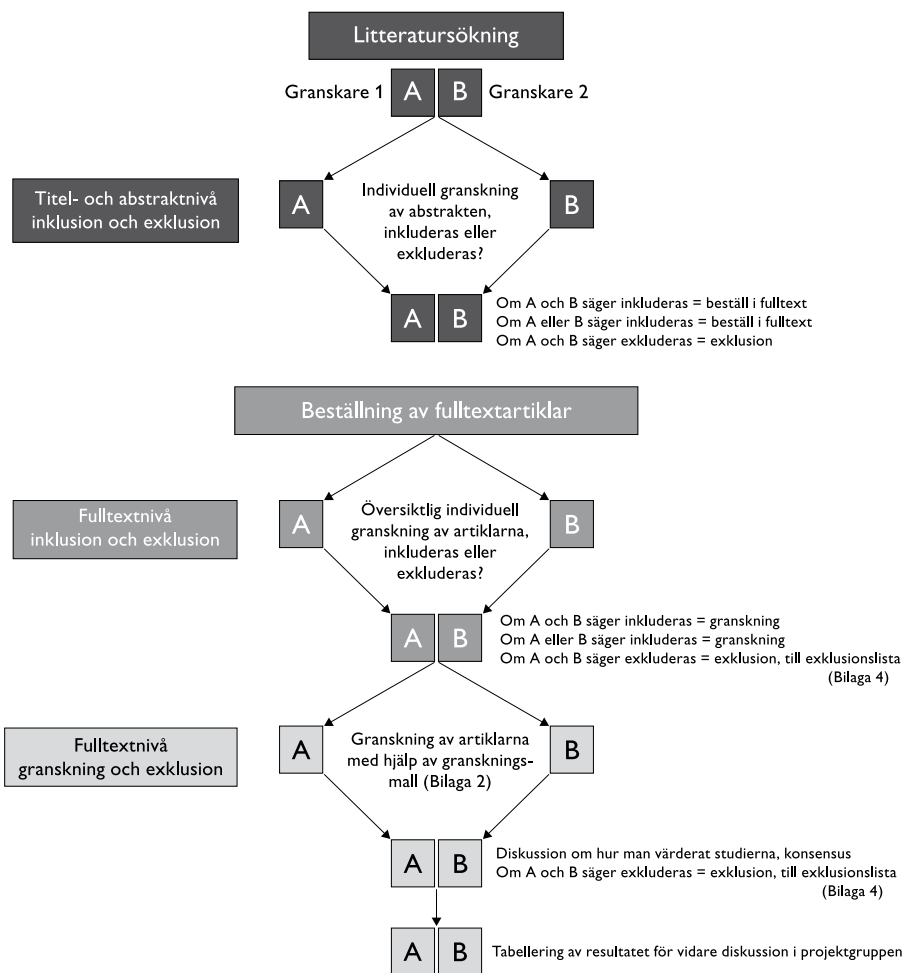 Litteratursökning
Granskare 1 A B Granskare 2
Titel- och abstraktnivå
inklusion och exklusion
A
Individuell granskning
av abstrakten,
inkluderas eller
exkluderas?
B
A B
Om A och B säger inkluderas = beställ i fulltext
Om A eller B säger inkluderas = beställ i fulltext
Om A och B säger exkluderas = exklusion
Beställning av fulltextartiklar
Fulltextnivå
inklusion och exklusion
A
Översiktlig individuell
granskning av artiklarna,
inkluderas eller
exkluderas?
B
A B
Om A och B säger inkluderas = granskning
Om A eller B säger inkluderas = granskning
Om A och B säger exkluderas = exklusion, till exklusionslista
(Bilaga 4)
Fulltextnivå
granskning och exklusion
A
Granskning av artiklarna
med hjälp av gransknings-
mall (Bilaga 2)
B
A B
Diskussion om hur man värderat studierna, konsensus
Om A och B säger exkluderas = exklusion, till exklusionslista
(Bilaga 4)
A B
Tabellering av resultatet för vidare diskussion i projektgruppen